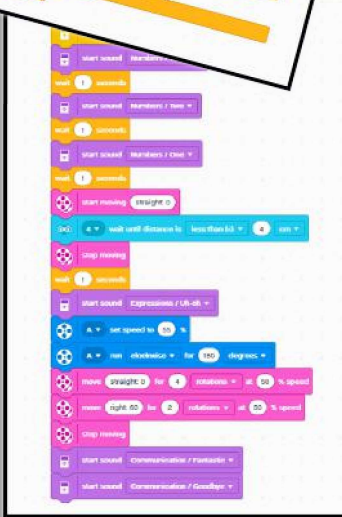 start sound Numbers /
wait 1 seconds
start sound Numbers / Two
wait 1 seconds
start sound Numbers / One
wait 1 seconds
start moving straight: 0
4 wait until distance is less than (<) 4 cm
stop moving
wait 1 seconds
start sound Expressions / Uh-oh
A set speed to 55 %
A run clockwise for 180 degrees
move straight: 0 for 4 rotations at 50 % speed
move right: 60 for 2 rotations at 50 % speed
stop moving
start sound Communication / Fantastic
start sound Communication / Goodbye